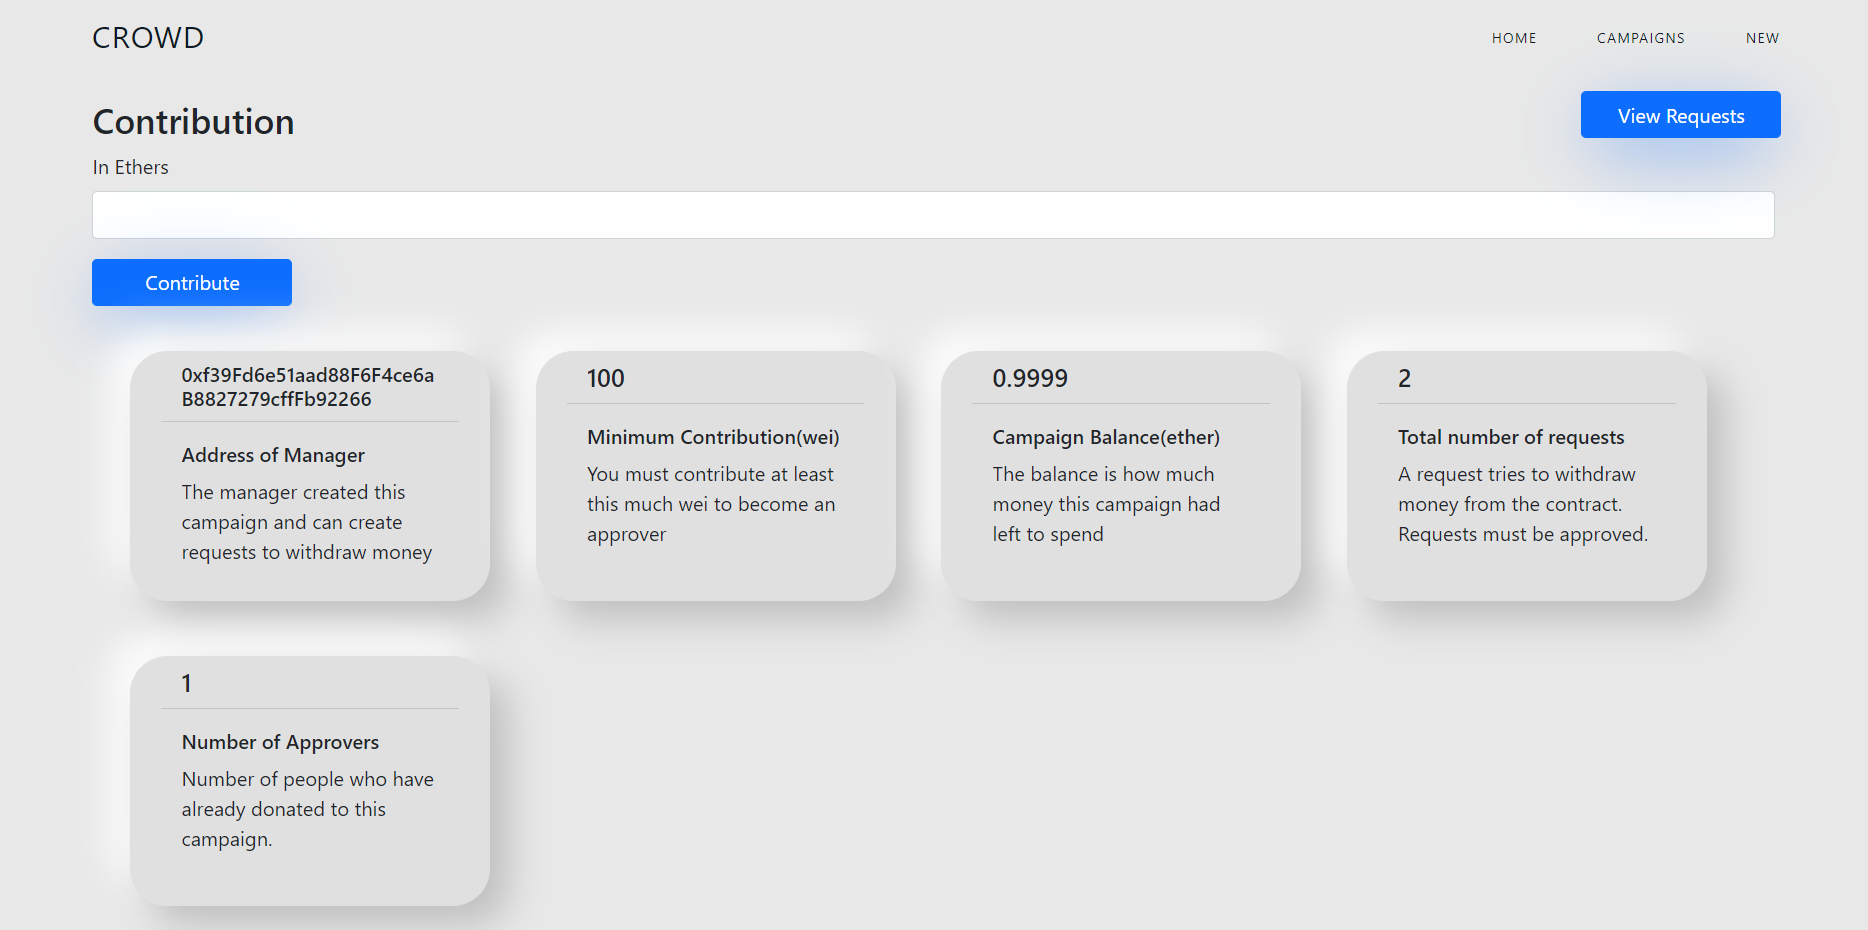 CROWD
HOME
CAMPAIGNS
NEW
Contribution
View Requests
In Ethers
Contribute
0xf39Fd6e51aad88F6F4ce6a
B8827279cffFb92266
Address of Manager
The manager created this
campaign and can create
requests to withdraw money
100
Minimum Contribution(wei)
You must contribute at least
this much wei to become an
approver
0.9999
Campaign Balance(ether)
The balance is how much
money this campaign had
left to spend
2
Total number of requests
A request tries to withdraw
money from the contract.
Requests must be approved.
1
Number of Approvers
Number of people who have
already donated to this
campaign.